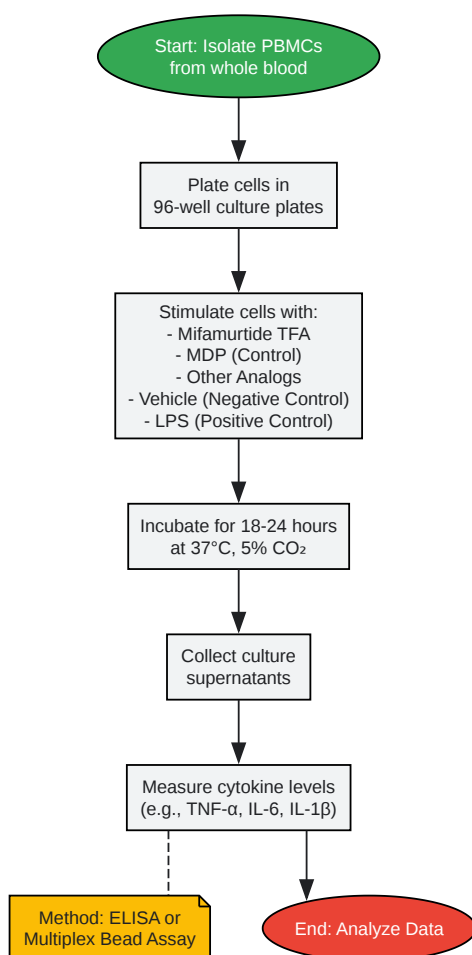 Start: Isolate PBMCs
from whole blood
Plate cells in
96-well culture plates
Stimulate cells with:
- Mifamurtide TFA
- MDP (Control)
- Other Analogs
- Vehicle (Negative Control)
- LPS (Positive Control)
Incubate for 18-24 hours
at 37°C, 5% CO₂
Collect culture
supernatants
Measure cytokine levels
(e.g., TNF-α, IL-6, IL-1β)
Method: ELISA or
Multiplex Bead Assay
End: Analyze Data